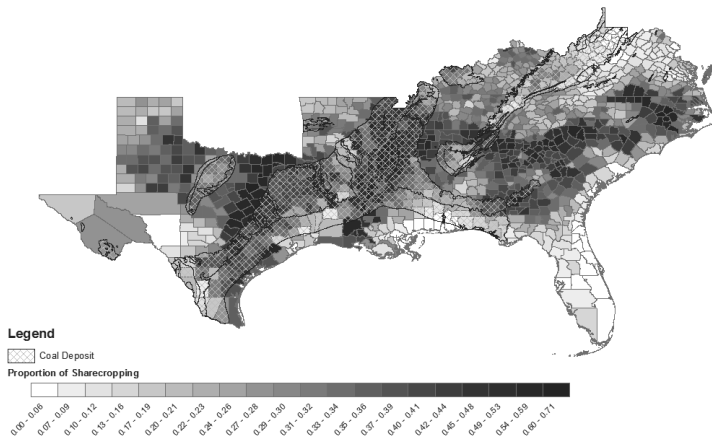 Legend
Coal Deposit
Proportion of Sharecropping
0.00 - 0.06
0.07 - 0.09
0.10 - 0.12
0.13 - 0.16
0.17 - 0.19
0.20 - 0.21
0.22 - 0.23
0.24 - 0.26
0.27 - 0.28
0.29 - 0.30
0.31 - 0.32
0.33 - 0.34
0.35 - 0.36
0.37 - 0.39
0.40 - 0.41
0.42 - 0.44
0.45 - 0.48
0.49 - 0.53
0.54 - 0.59
0.60 - 0.71